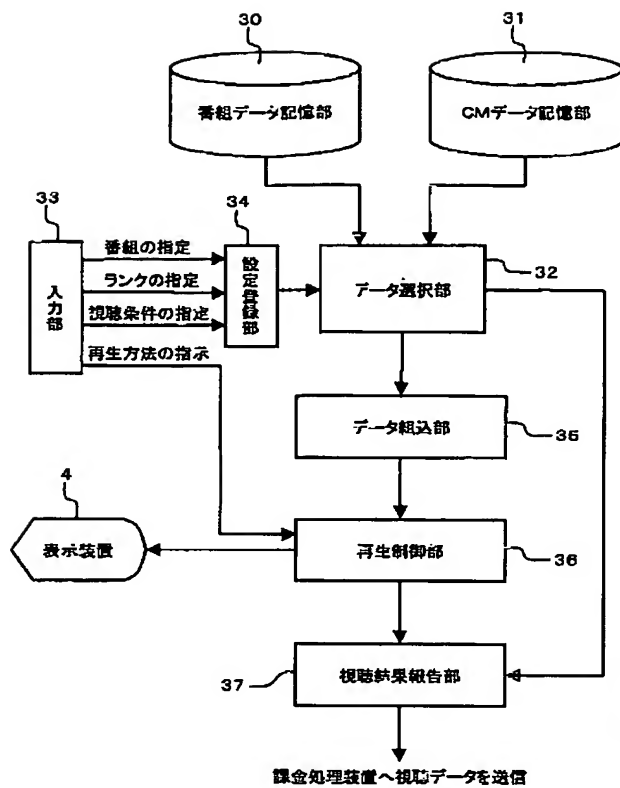 30
31
番組データ記憶部
CMデータ記憶部
33
34
番組の指定
ランクの指定
視聴条件の指定
再生方法の指示
入力部
設定登録部
32
データ選択部
データ組込部
35
4
表示装置
再生制御部
36
視聴結果報告部
37
課金処理装置へ視聴データを送信